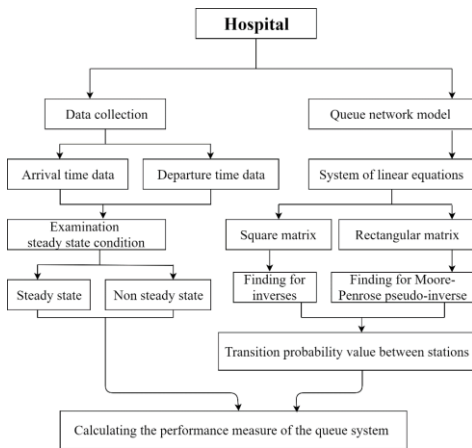 Hospital
Data collection
Queue network model
Arrival time data
Departure time data
System of linear equations
Examination
steady state condition
Square matrix
Rectangular matrix
Steady state
Non steady state
Finding for
inverses
Finding for Moore-
Penrose pseudo-inverse
Transition probability value between stations
Calculating the performance measure of the queue system